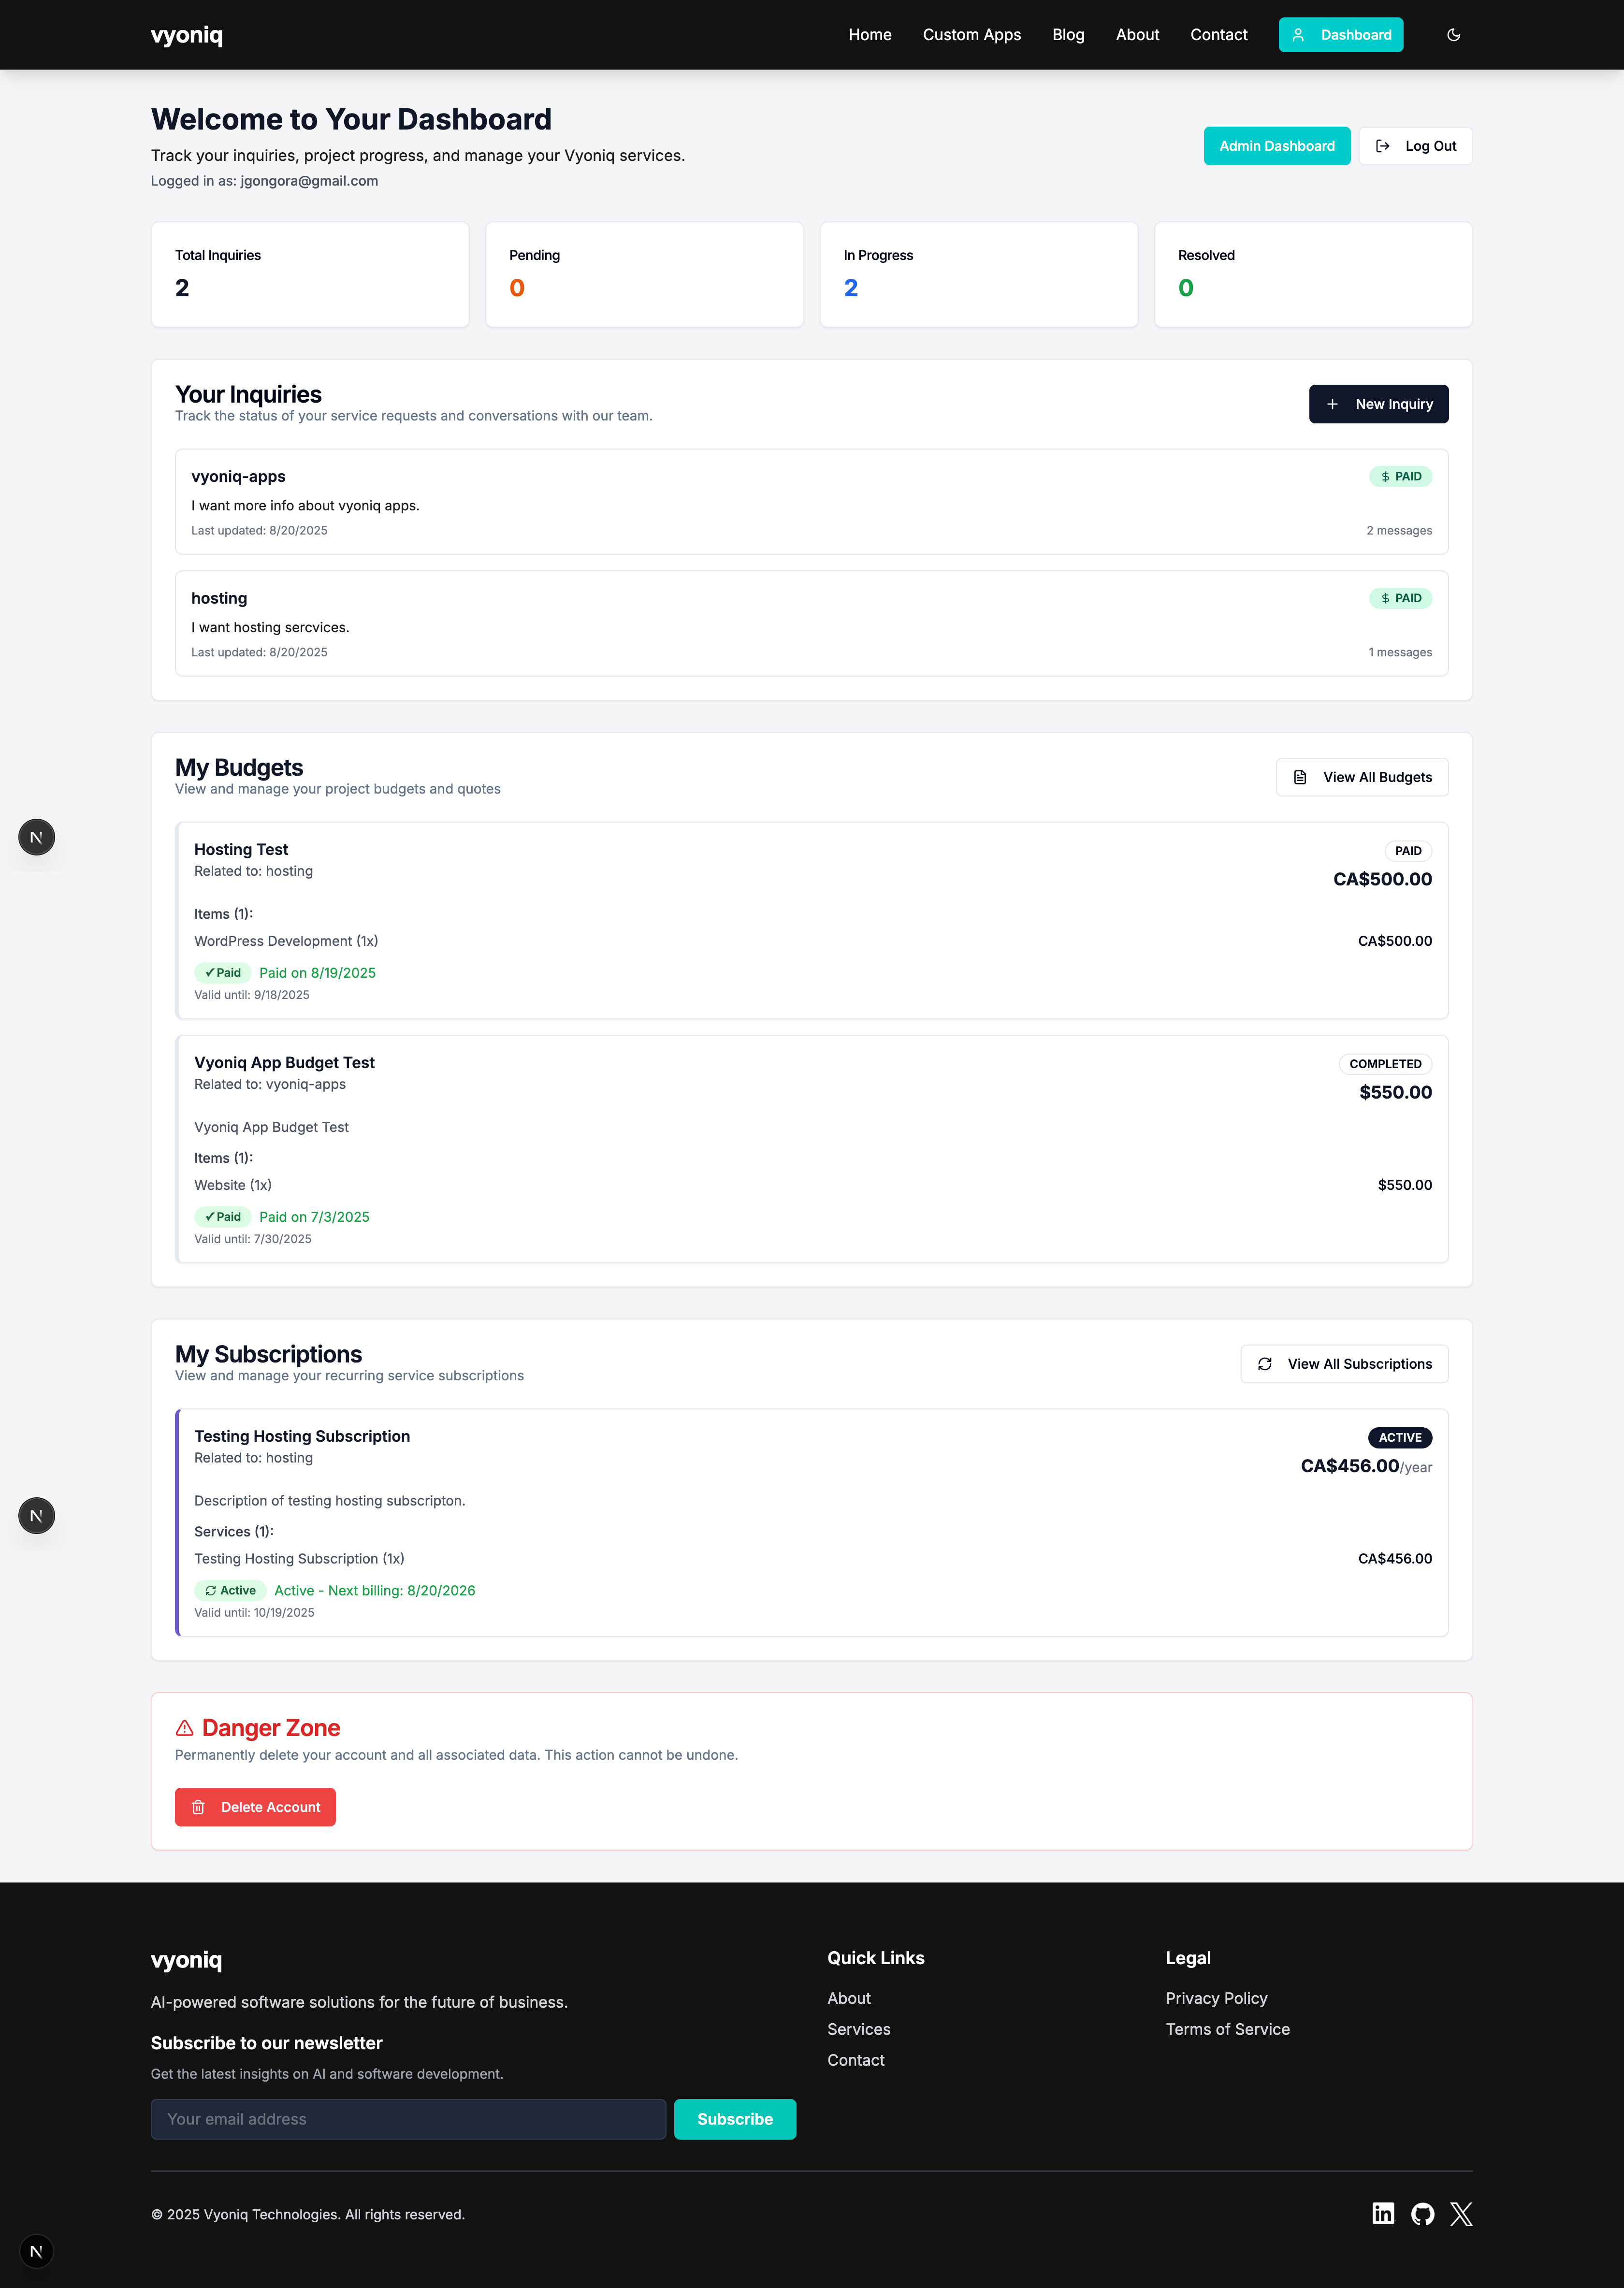 vyoniq
Home Custom Apps Blog About Contact Dashboard
Welcome to Your Dashboard
Track your inquiries, project progress, and manage your Vyoniq services.
Logged in as: jgongora@gmail.com
Admin Dashboard Log Out
Total Inquiries
2
Pending
0
In Progress
2
Resolved
0
Your Inquiries
Track the status of your service requests and conversations with our team.
New Inquiry
vyoniq-apps
$ PAID
I want more info about vyoniq apps.
Last updated: 8/20/2025
2 messages
hosting
$ PAID
I want hosting sercvices.
Last updated: 8/20/2025
1 messages
My Budgets
View and manage your project budgets and quotes
View All Budgets
Hosting Test
PAID
Related to: hosting
CA$500.00
Items (1):
WordPress Development (1x)
CA$500.00
✓ Paid Paid on 8/19/2025
Valid until: 9/18/2025
Vyoniq App Budget Test
COMPLETED
Related to: vyoniq-apps
$550.00
Vyoniq App Budget Test
Items (1):
Website (1x)
$550.00
✓ Paid Paid on 7/3/2025
Valid until: 7/30/2025
My Subscriptions
View and manage your recurring service subscriptions
View All Subscriptions
Testing Hosting Subscription
ACTIVE
Related to: hosting
CA$456.00/year
Description of testing hosting subscripton.
Services (1):
Testing Hosting Subscription (1x)
CA$456.00
Active Active - Next billing: 8/20/2026
Valid until: 10/19/2025
Danger Zone
Permanently delete your account and all associated data. This action cannot be undone.
Delete Account
vyoniq
AI-powered software solutions for the future of business.
Subscribe to our newsletter
Get the latest insights on AI and software development.
Your email address
Subscribe
Quick Links
About
Services
Contact
Legal
Privacy Policy
Terms of Service
© 2025 Vyoniq Technologies. All rights reserved.
in X
N
N
N